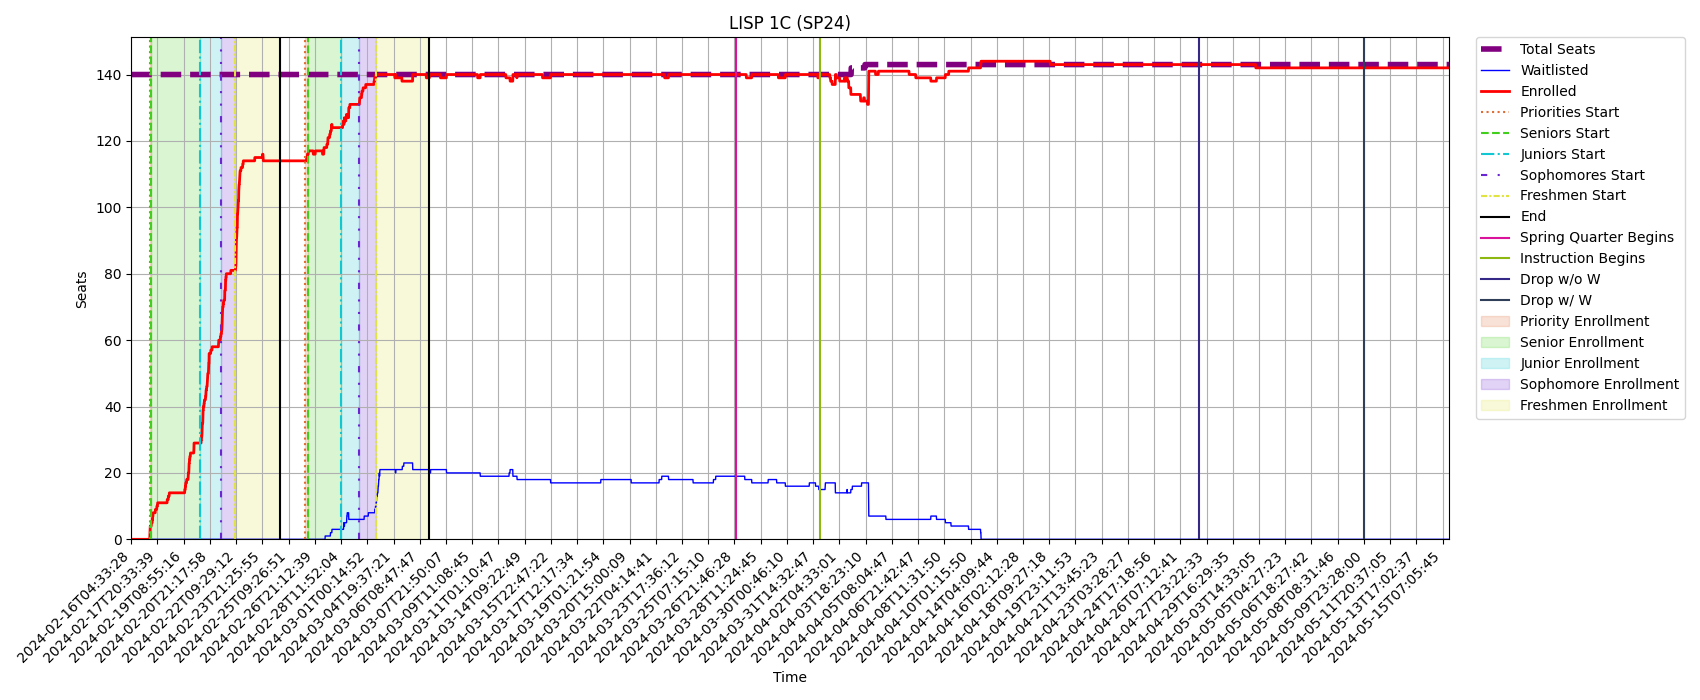 LISP 1C (SP24)
Seats
0
20
40
60
80
100
120
140
2024-02-16T04:33:28
2024-02-17T20:33:39
2024-02-19T08:55:16
2024-02-20T21:17:58
2024-02-22T09:29:12
2024-02-23T21:25:55
2024-02-25T09:26:51
2024-02-26T21:12:39
2024-02-28T11:52:04
2024-03-01T00:14:52
2024-03-04T19:37:21
2024-03-06T08:47:47
2024-03-07T21:50:07
2024-03-09T11:08:45
2024-03-11T01:10:47
2024-03-14T09:22:49
2024-03-15T22:47:22
2024-03-17T12:17:34
2024-03-19T01:21:54
2024-03-20T15:00:09
2024-03-22T04:14:41
2024-03-23T17:36:12
2024-03-25T07:15:10
2024-03-26T21:46:28
2024-03-28T11:24:45
2024-03-30T00:46:10
2024-03-31T14:32:47
2024-04-02T04:33:01
2024-04-03T18:23:10
2024-04-05T08:04:47
2024-04-06T21:42:47
2024-04-08T11:31:50
2024-04-10T01:15:50
2024-04-14T04:09:44
2024-04-16T02:12:28
2024-04-18T09:27:18
2024-04-19T23:11:53
2024-04-21T13:45:23
2024-04-23T03:28:27
2024-04-24T17:18:56
2024-04-26T07:12:41
2024-04-27T23:22:33
2024-04-29T16:29:35
2024-05-03T14:33:05
2024-05-05T04:27:23
2024-05-06T18:27:42
2024-05-08T08:31:46
2024-05-09T23:28:00
2024-05-11T20:37:05
2024-05-13T17:02:37
2024-05-15T07:05:45
Time
Total Seats
Waitlisted
Enrolled
Priorities Start
Seniors Start
Juniors Start
Sophomores Start
Freshmen Start
End
Spring Quarter Begins
Instruction Begins
Drop w/o W
Drop w/ W
Priority Enrollment
Senior Enrollment
Junior Enrollment
Sophomore Enrollment
Freshmen Enrollment